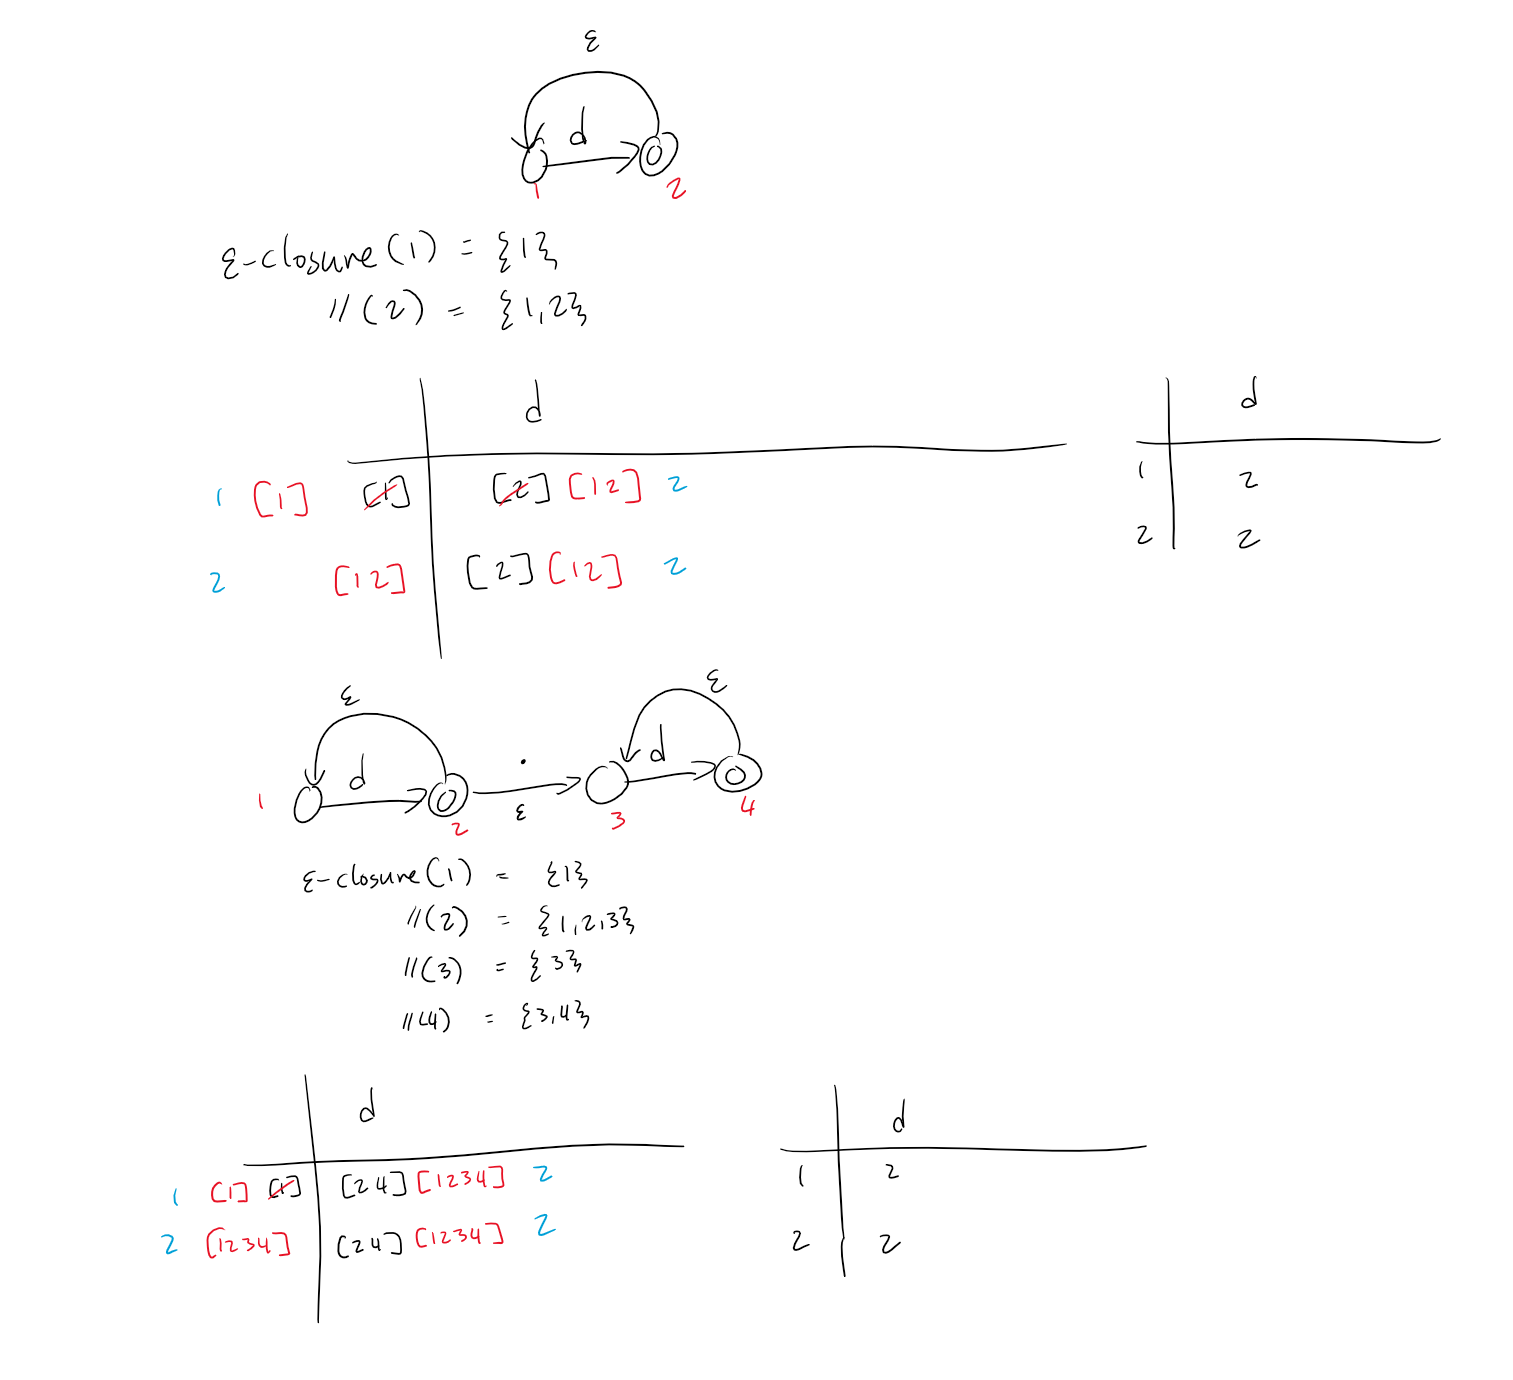 ε
d
1 2
ε-closure(1) = {1}
〃(2) = {1,2}
d
1 [1] [1] [2] [12] 2
2 [12] [2] [12] 2
d
1 2
2 2
ε ε
d . d
1 2 ε 3 4
ε-closure(1) = {1}
〃(2) = {1,2,3}
〃(3) = {3}
〃(4) = {3,4}
d
1 [1] [1] [24] [1234] 2
2 [1234] [24] [1234] 2
d
1 2
2 2